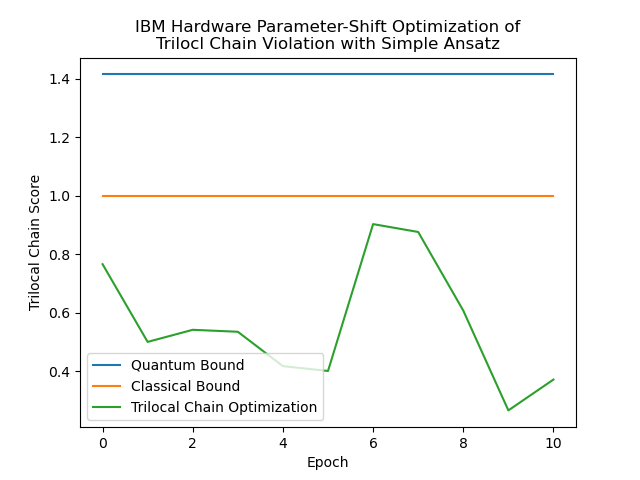 IBM Hardware Parameter-Shift Optimization of
Trilocl Chain Violation with Simple Ansatz
Trilocal Chain Score
1.4
1.2
1.0
0.8
0.6
0.4
Quantum Bound
Classical Bound
Trilocal Chain Optimization
0 2 4 6 8 10
Epoch